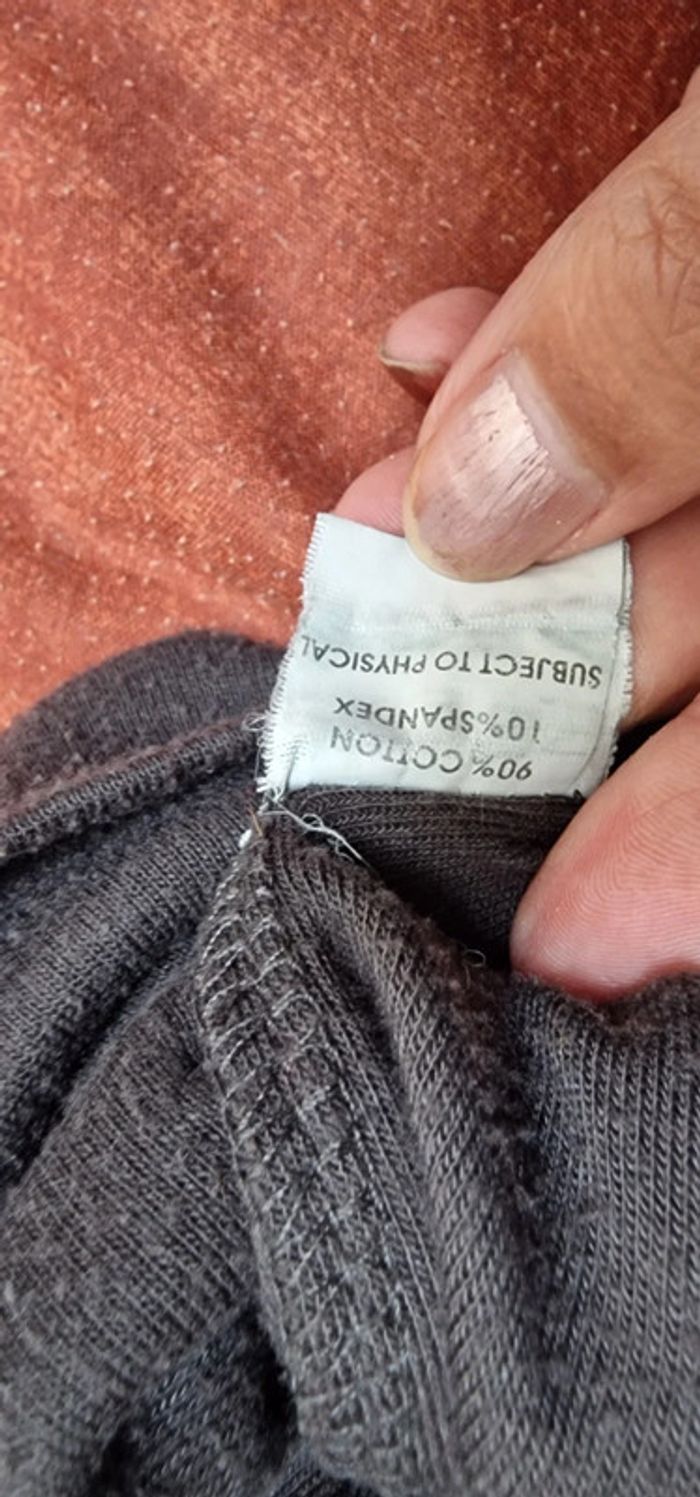 90% COTTON
10%SPANDEX
SUBJECT TO PHYSICAL